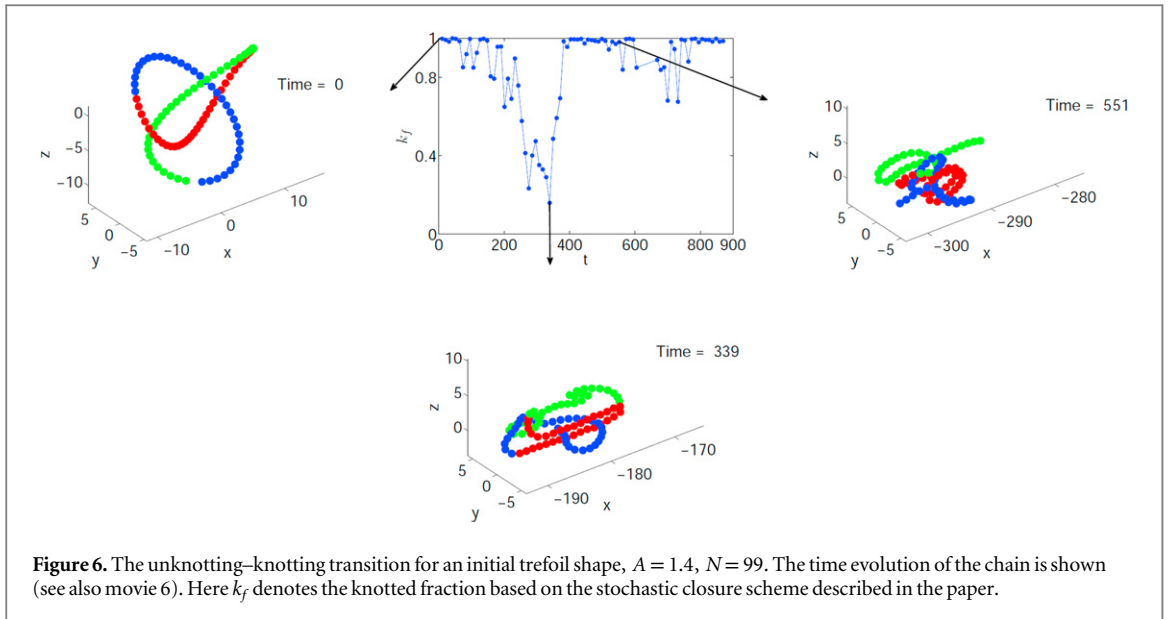 Time = 0
0
−5
−10
z
5
0
−5
y
−10
0
10
x
1
0.8
0.4
0
k_f
0
200
400
600
800
900
t
Time = 551
10
5
0
z
5
0
−5
y
−300
−290
−280
x
Time = 339
10
5
0
z
5
0
−5
y
−190
−180
−170
x
Figure 6. The unknotting–knotting transition for an initial trefoil shape, A = 1.4, N = 99. The time evolution of the chain is shown
(see also movie 6). Here k_f denotes the knotted fraction based on the stochastic closure scheme described in the paper.